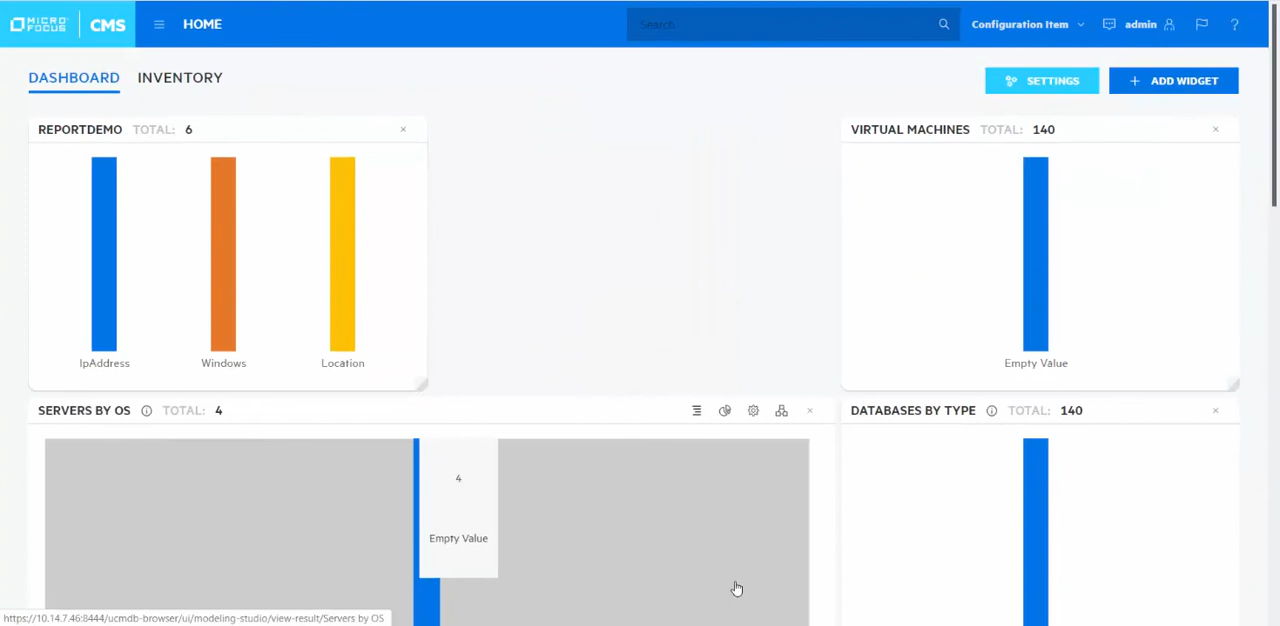 MICRO FOCUS CMS HOME Search Configuration Item admin ?
DASHBOARD INVENTORY SETTINGS + ADD WIDGET
REPORTDEMO TOTAL: 6 ×
IpAddress Windows Location
VIRTUAL MACHINES TOTAL: 140 ×
Empty Value
SERVERS BY OS TOTAL: 4 ×
4
Empty Value
DATABASES BY TYPE TOTAL: 140 ×
https://10.14.7.46:8444/ucmdb-browser/ui/modeling-studio/view-result/Servers by OS